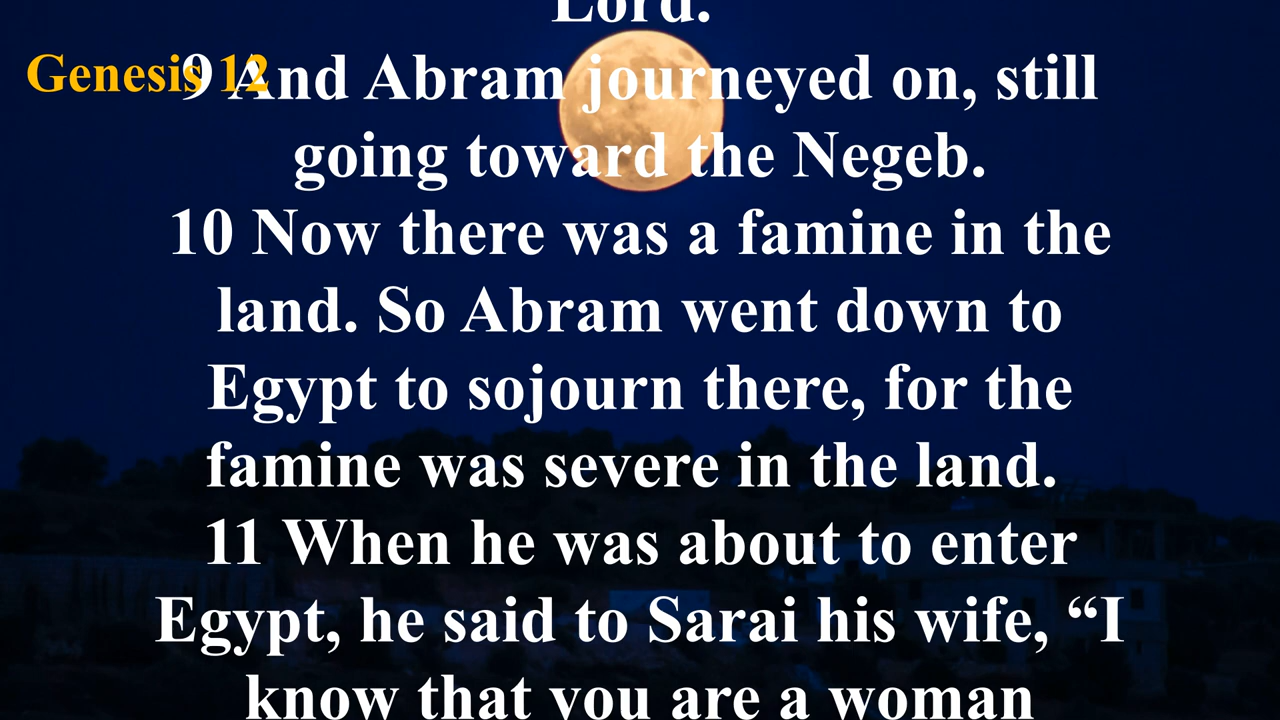 Lord.
Genesis 12
9 And Abram journeyed on, still
going toward the Negeb.
10 Now there was a famine in the
land. So Abram went down to
Egypt to sojourn there, for the
famine was severe in the land.
11 When he was about to enter
Egypt, he said to Sarai his wife, “I
know that you are a woman